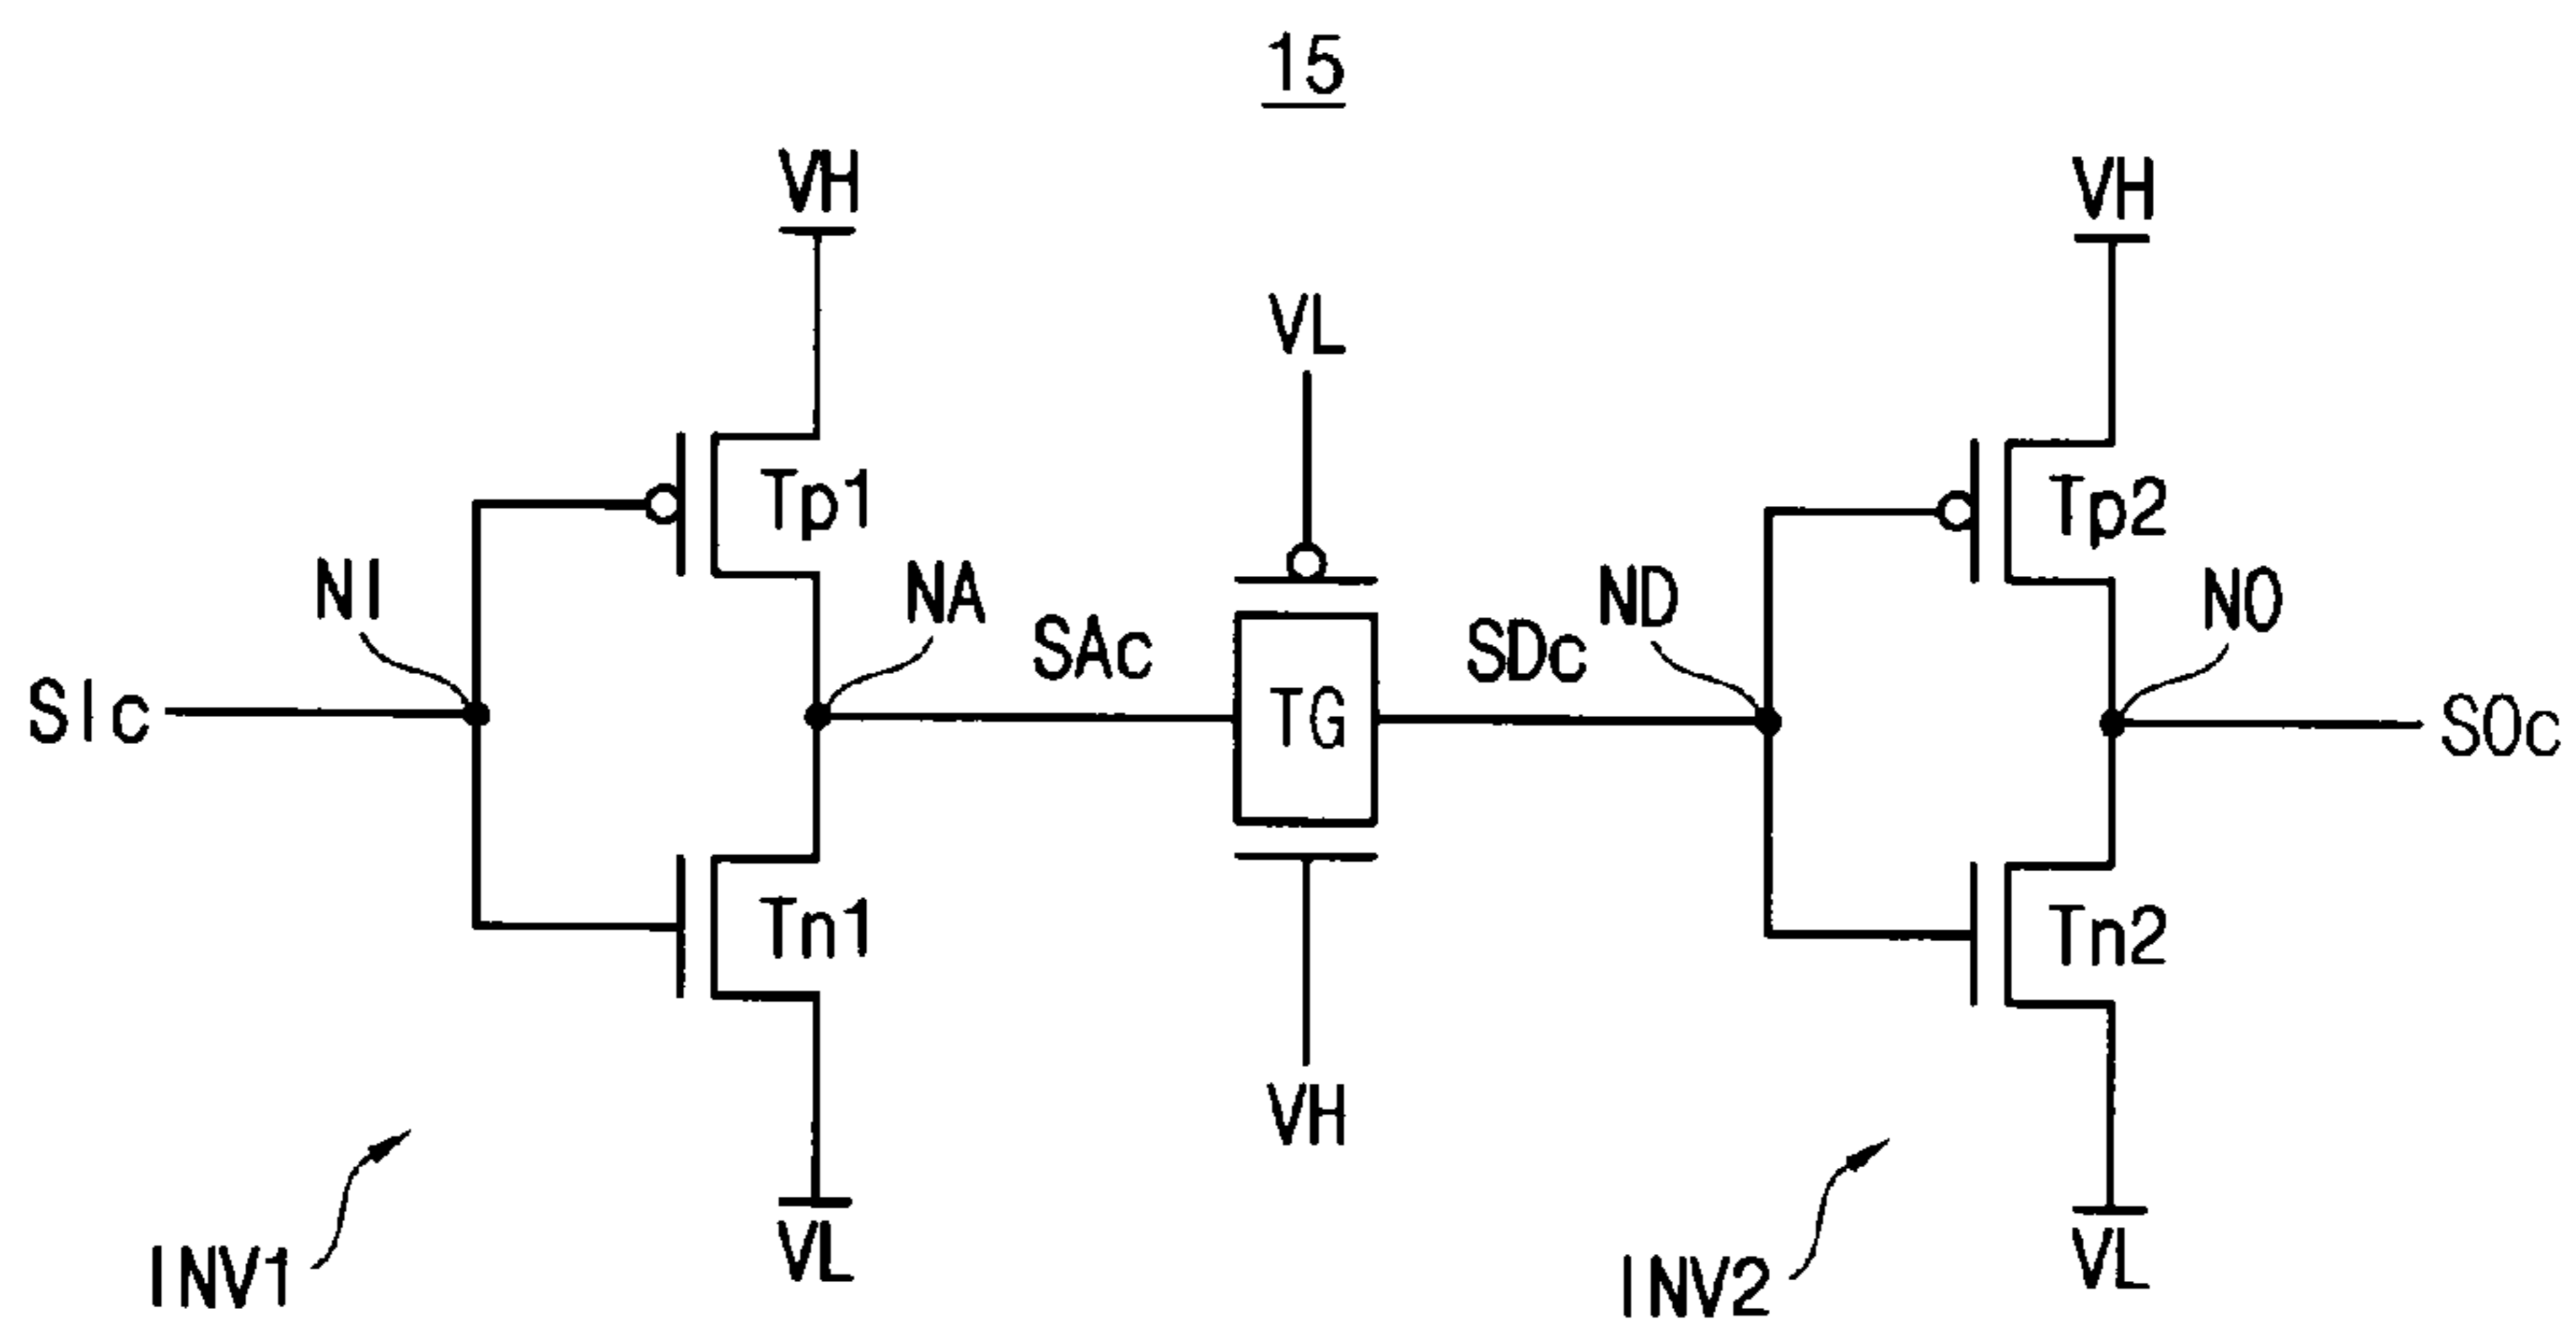 15
VH
VH
VL
Tp1
Tp2
NI
NA
ND
NO
SAc
SDc
SIc
TG
SOc
Tn1
Tn2
VH
VL
VL
INV1
INV2